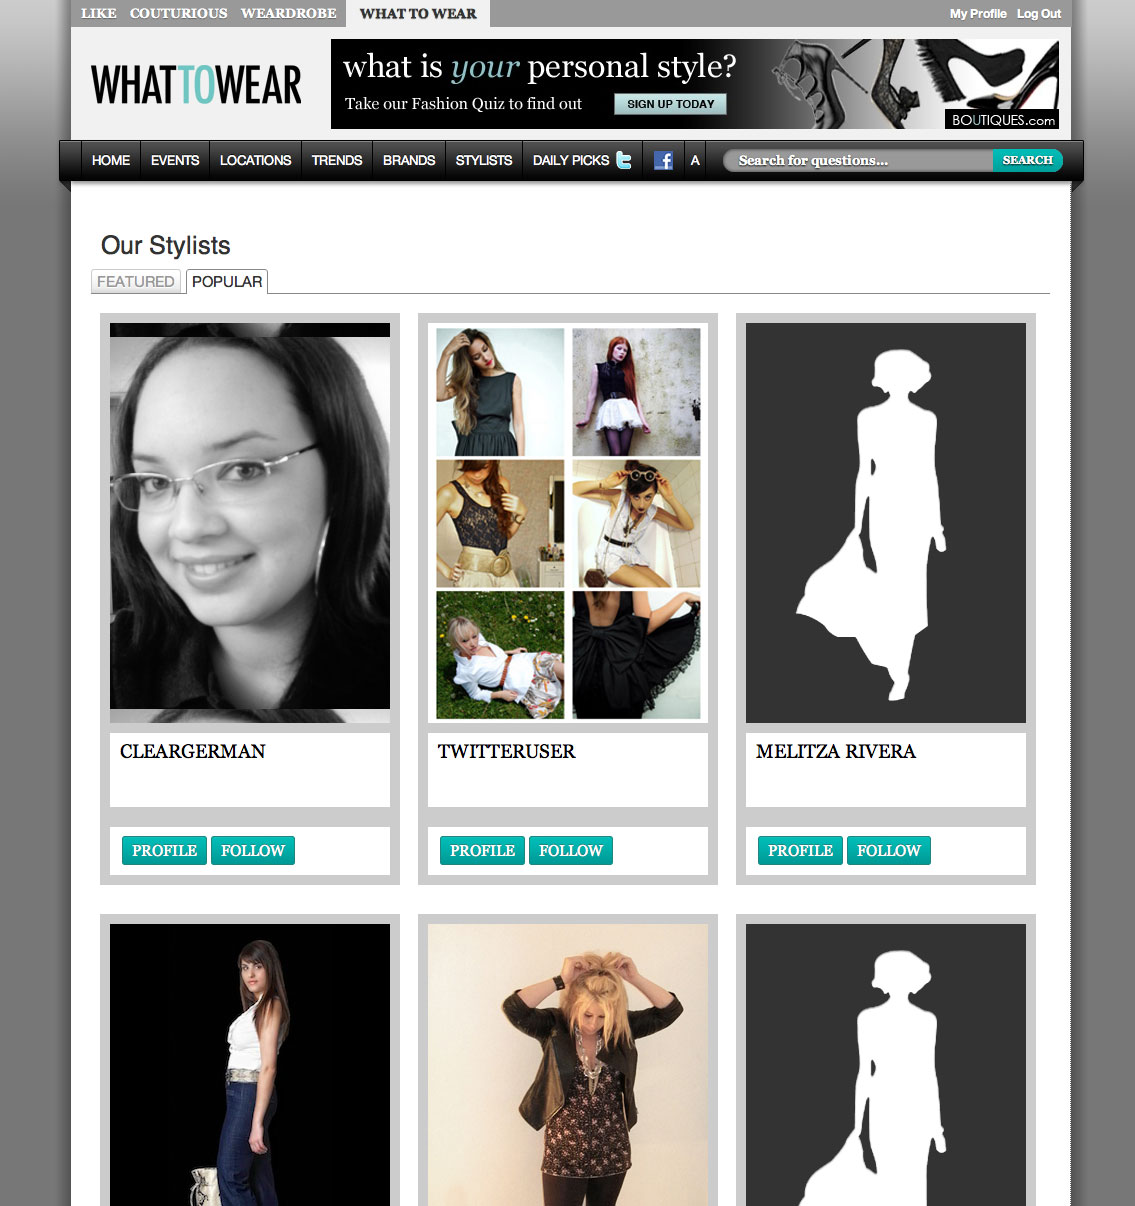 LIKE COUTURIOUS WEARDROBE WHAT TO WEAR My Profile Log Out
WHATTOWEAR
what is your personal style?
Take our Fashion Quiz to find out SIGN UP TODAY
BOUTIQUES.com
HOME EVENTS LOCATIONS TRENDS BRANDS STYLISTS DAILY PICKS t f A Search for questions... SEARCH
Our Stylists
FEATURED POPULAR
CLEARGERMAN TWITTERUSER MELITZA RIVERA
PROFILE FOLLOW PROFILE FOLLOW PROFILE FOLLOW